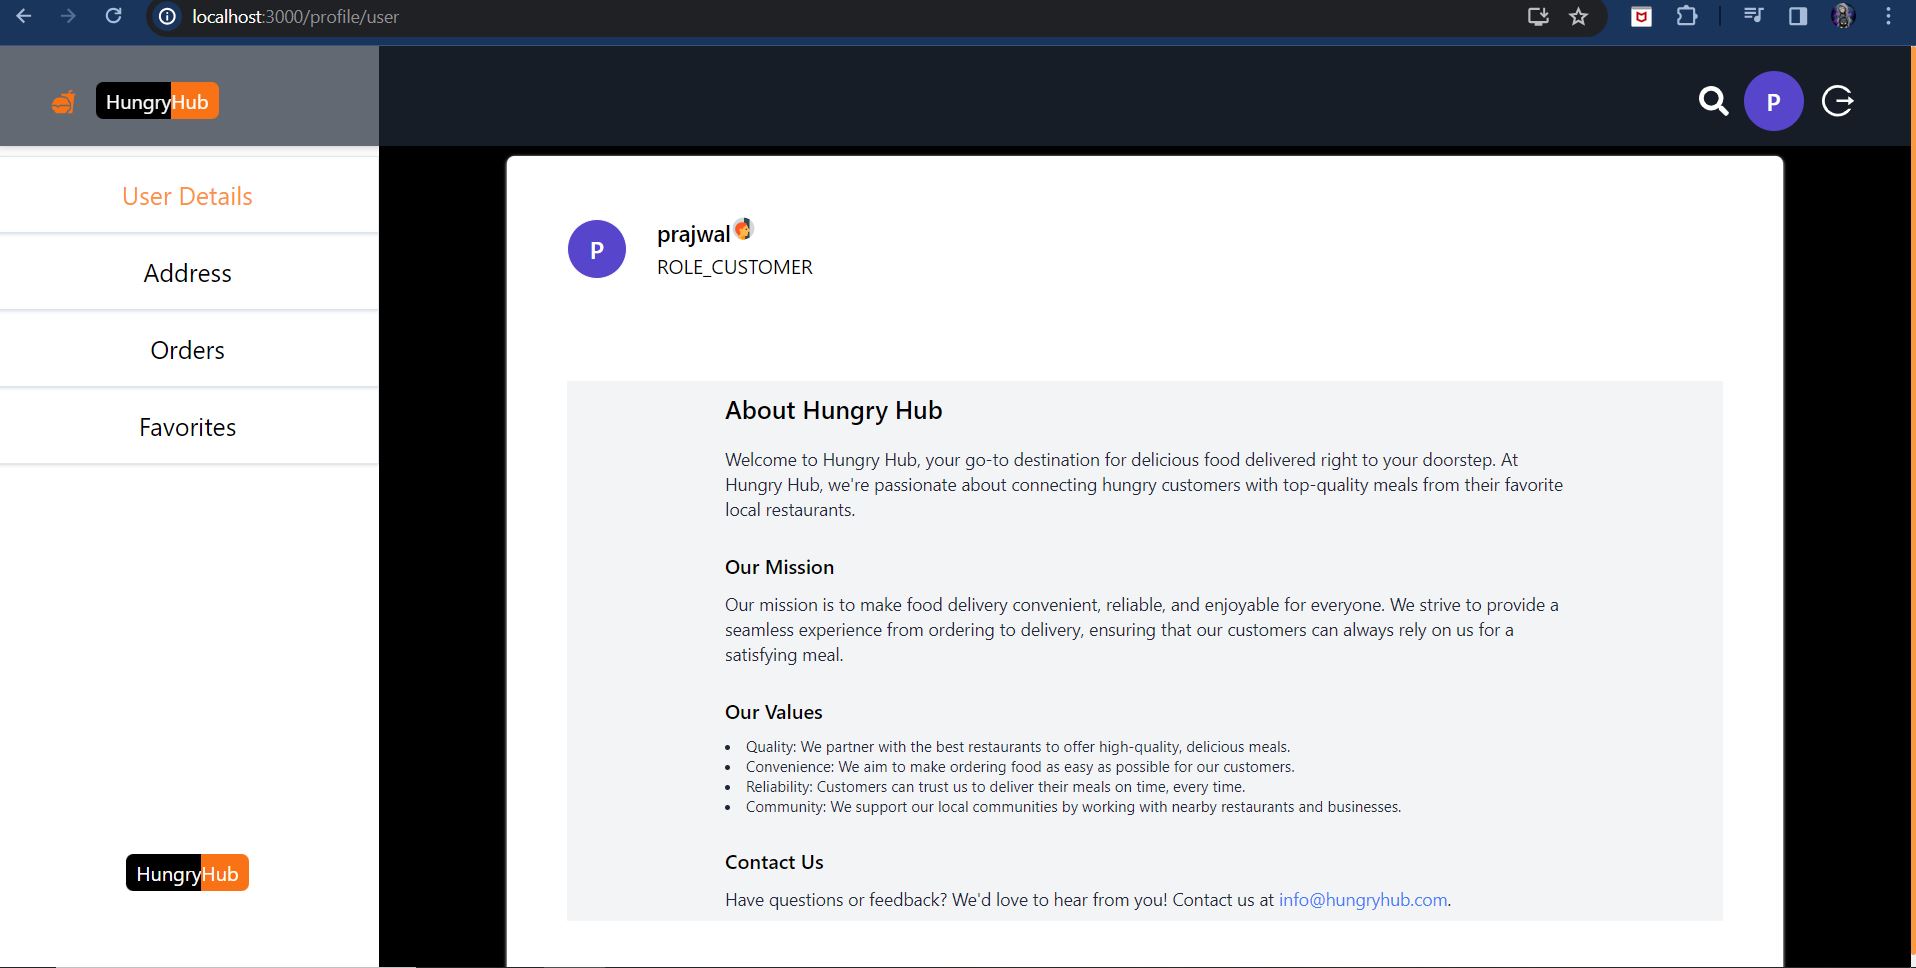 localhost:3000/profile/user
HungryHub
P
User Details
Address
Orders
Favorites
HungryHub
P
prajwal
ROLE_CUSTOMER
About Hungry Hub
Welcome to Hungry Hub, your go-to destination for delicious food delivered right to your doorstep. At
Hungry Hub, we're passionate about connecting hungry customers with top-quality meals from their favorite
local restaurants.
Our Mission
Our mission is to make food delivery convenient, reliable, and enjoyable for everyone. We strive to provide a
seamless experience from ordering to delivery, ensuring that our customers can always rely on us for a
satisfying meal.
Our Values
• Quality: We partner with the best restaurants to offer high-quality, delicious meals.
• Convenience: We aim to make ordering food as easy as possible for our customers.
• Reliability: Customers can trust us to deliver their meals on time, every time.
• Community: We support our local communities by working with nearby restaurants and businesses.
Contact Us
Have questions or feedback? We'd love to hear from you! Contact us at info@hungryhub.com.